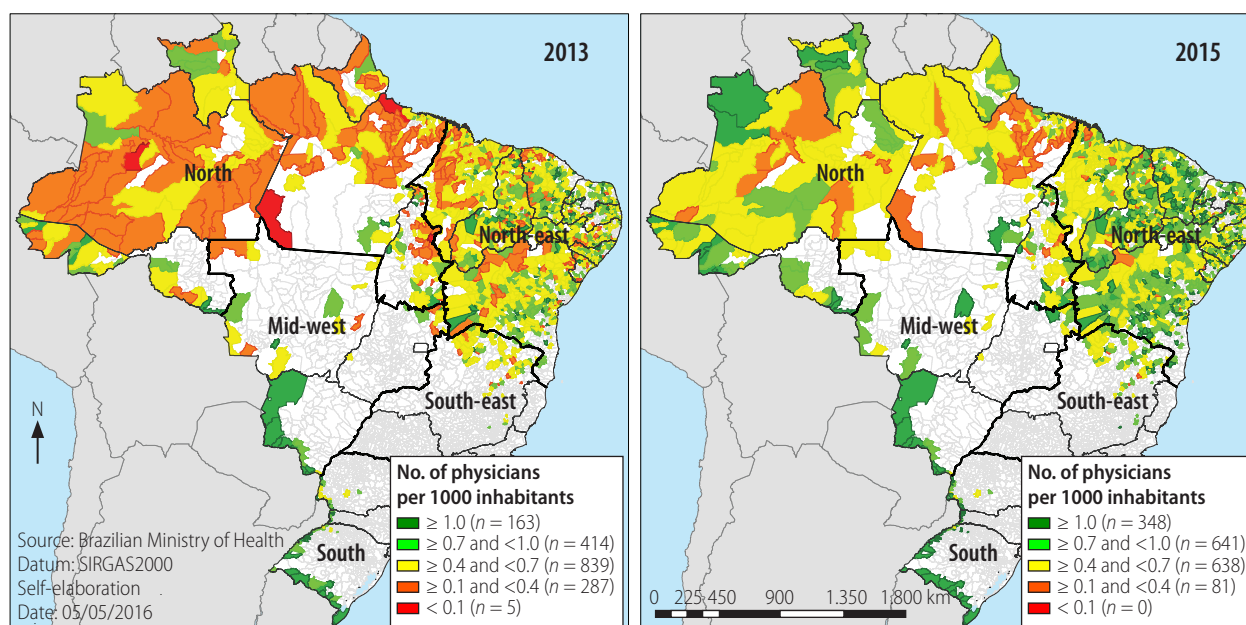 2013
North
North-east
Mid-west
South-east
South
N
No. of physicians
per 1000 inhabitants
≥ 1.0 (n = 163)
≥ 0.7 and <1.0 (n = 414)
≥ 0.4 and <0.7 (n = 839)
≥ 0.1 and <0.4 (n = 287)
< 0.1 (n = 5)
Source: Brazilian Ministry of Health
Datum: SIRGAS2000
Self-elaboration
Date: 05/05/2016
2015
North
North-east
Mid-west
South-east
South
No. of physicians
per 1000 inhabitants
≥ 1.0 (n = 348)
≥ 0.7 and <1.0 (n = 641)
≥ 0.4 and <0.7 (n = 638)
≥ 0.1 and <0.4 (n = 81)
< 0.1 (n = 0)
0 225 450 900 1.350 1.800 km